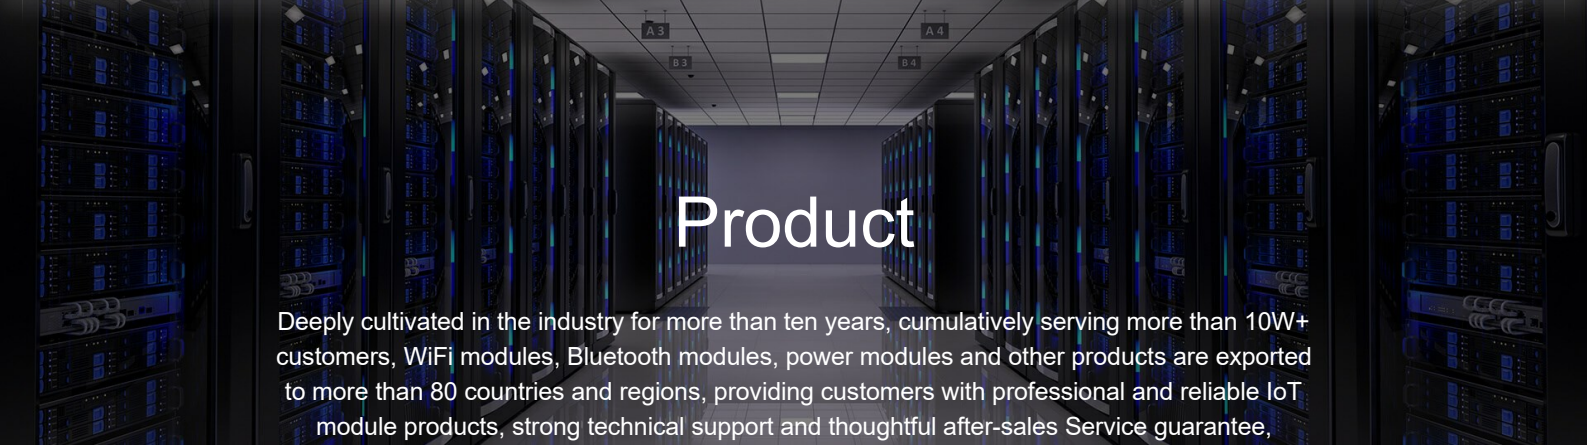 A3
A4
B3
B4
Product
Deeply cultivated in the industry for more than ten years, cumulatively serving more than 10W+
customers, WiFi modules, Bluetooth modules, power modules and other products are exported
to more than 80 countries and regions, providing customers with professional and reliable IoT
module products, strong technical support and thoughtful after-sales Service guarantee,